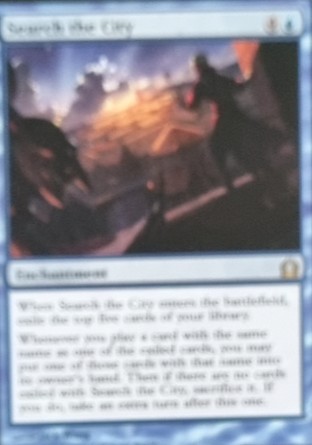 Search the City 4
Enchantment
When Search the City enters the battlefield,
exile the top five cards of your library.
Whenever you play a card with the same
name as one of the exiled cards, you may
put one of those cards with that name into
its owner's hand. Then if there are no cards
exiled with Search the City, sacrifice it. If
you do, take an extra turn after this one.